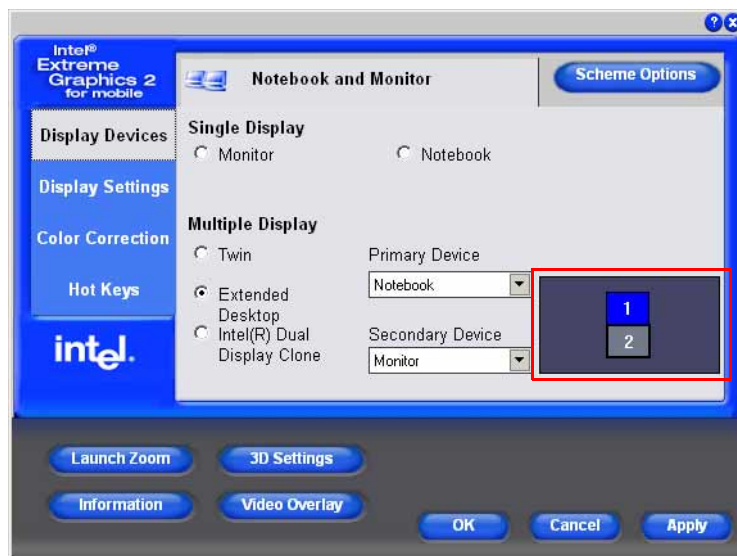 Intel®
Extreme
Graphics 2
for mobile
Notebook and Monitor
Scheme Options
Display Devices
Display Settings
Color Correction
Hot Keys
intel.
Single Display
Monitor
Notebook
Multiple Display
Twin
Extended
Desktop
Intel(R) Dual
Display Clone
Primary Device
Notebook
Secondary Device
Monitor
1
2
Launch Zoom
3D Settings
Information
Video Overlay
OK
Cancel
Apply